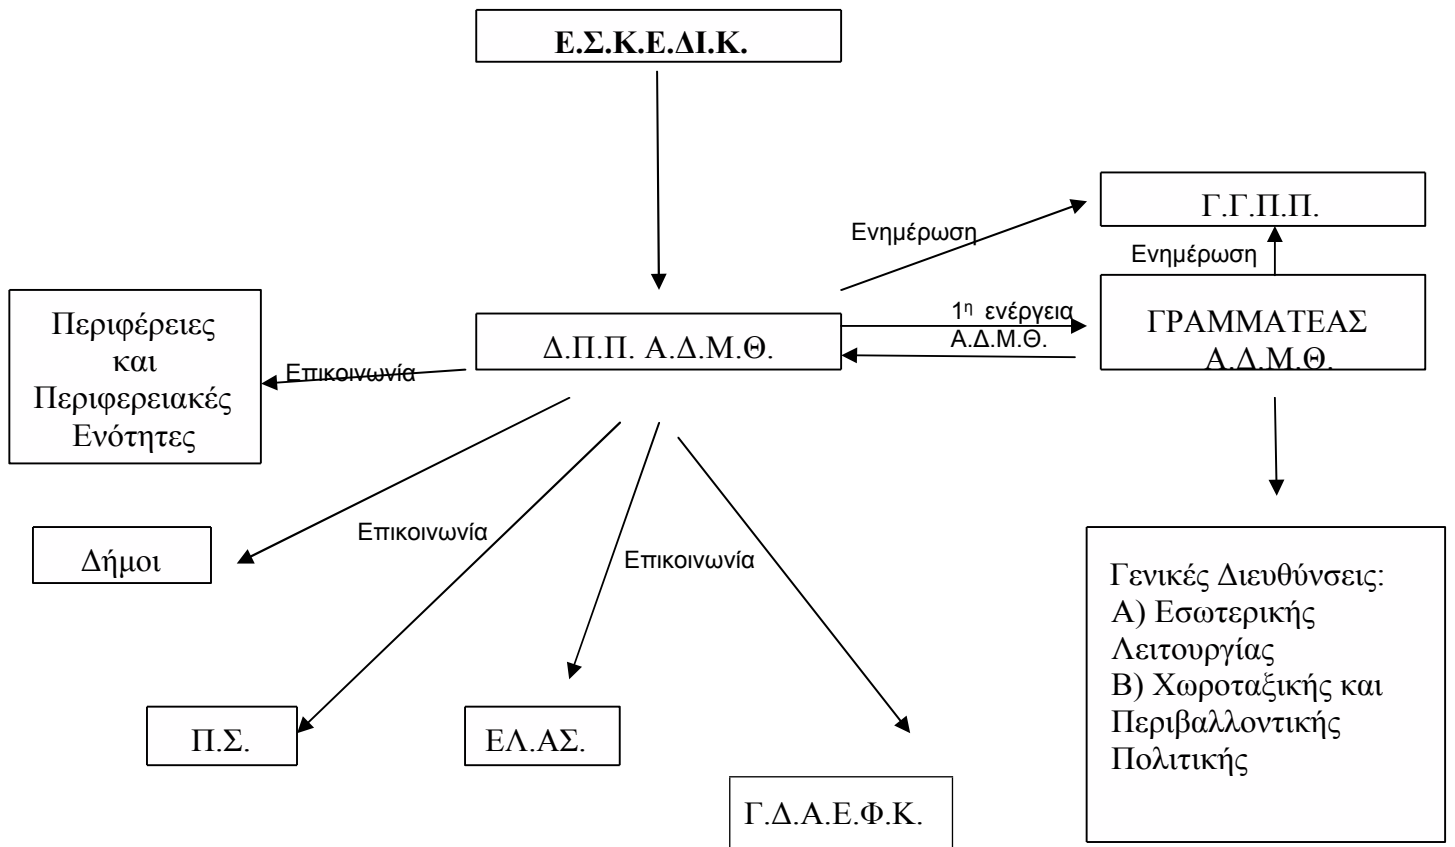 Ε.Σ.Κ.Ε.ΔΙ.Κ.
Γ.Γ.Π.Π.
Ενημέρωση
Ενημέρωση
Περιφέρειες
και
Περιφερειακές
Ενότητες
Δ.Π.Π. Α.Δ.Μ.Θ.
1η ενέργεια
Α.Δ.Μ.Θ.
ΓΡΑΜΜΑΤΕΑΣ
Α.Δ.Μ.Θ.
Επικοινωνία
Δήμοι
Επικοινωνία
Επικοινωνία
Γενικές Διευθύνσεις:
Α) Εσωτερικής
Λειτουργίας
Β) Χωροταξικής και
Περιβαλλοντικής
Πολιτικής
Π.Σ.
ΕΛ.ΑΣ.
Γ.Δ.Α.Ε.Φ.Κ.